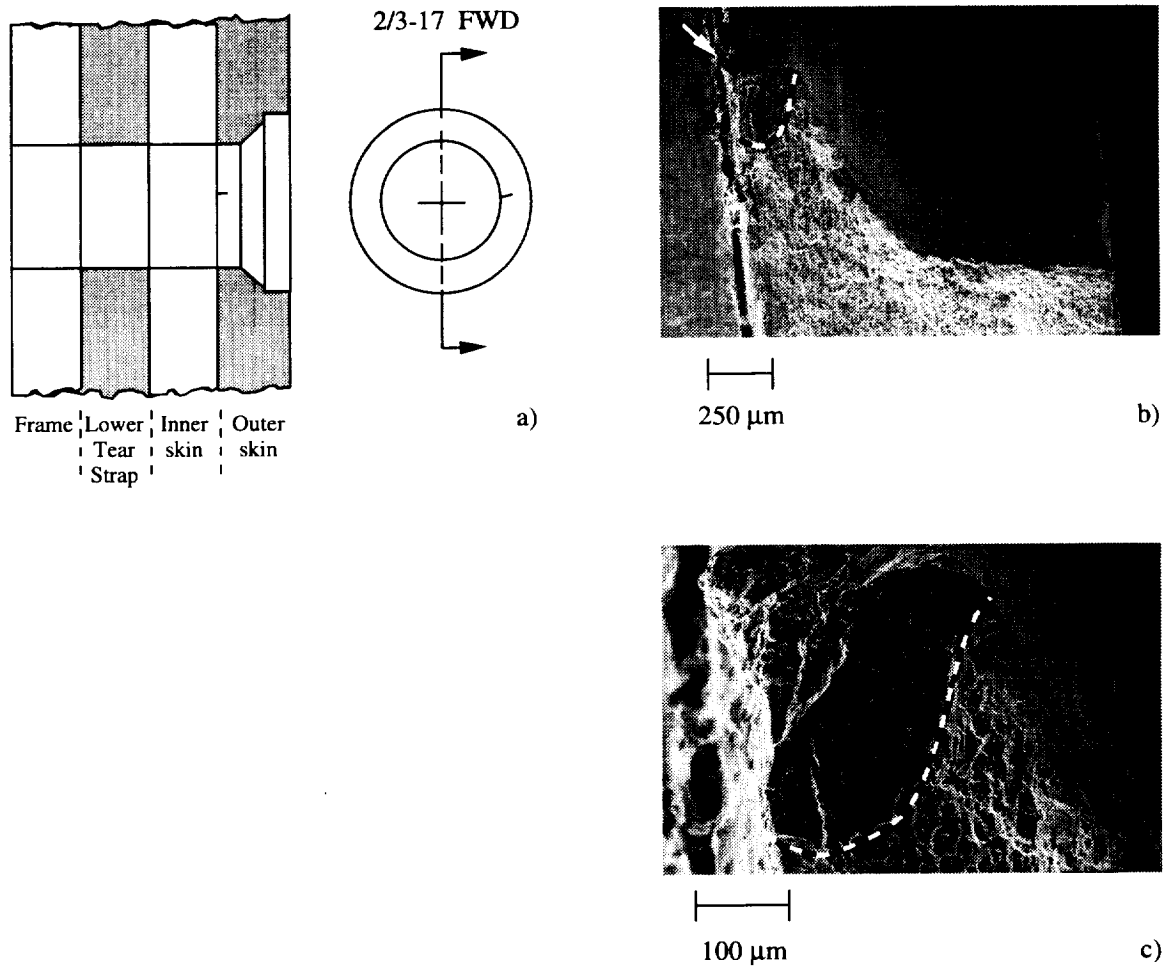 2/3-17 FWD
Frame
Lower
Tear
Strap
Inner
skin
Outer
skin
a)
250 µm
b)
100 µm
c)